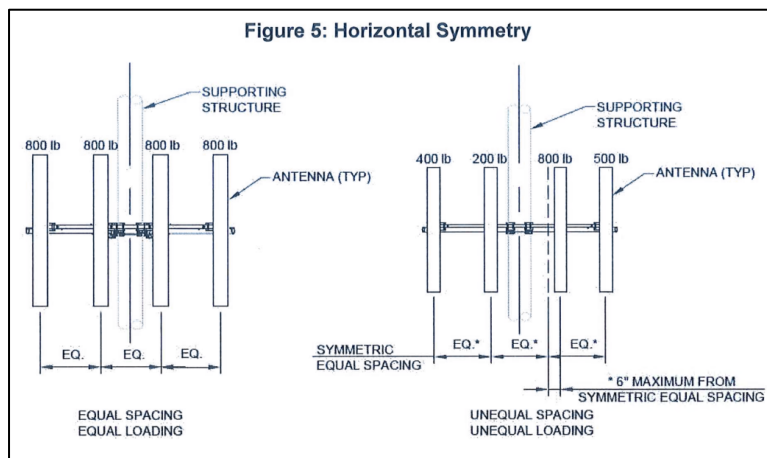 Figure 5: Horizontal Symmetry
SUPPORTING
STRUCTURE
800 lb
800 lb
800 lb
800 lb
ANTENNA (TYP)
EQ.
EQ.
EQ.
EQUAL SPACING
EQUAL LOADING
SUPPORTING
STRUCTURE
400 lb
200 lb
800 lb
500 lb
ANTENNA (TYP)
SYMMETRIC
EQUAL SPACING
EQ.*
EQ.*
EQ.*
* 6" MAXIMUM FROM
SYMMETRIC EQUAL SPACING
UNEQUAL SPACING
UNEQUAL LOADING